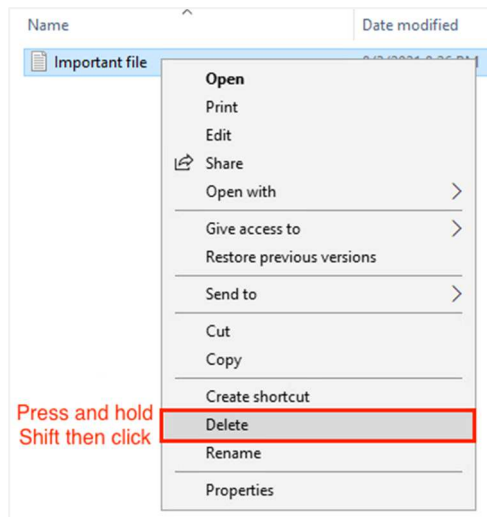 Name Date modified
Important file
Open
Print
Edit
Share
Open with
Give access to
Restore previous versions
Send to
Cut
Copy
Create shortcut
Press and hold
Shift then click
Delete
Rename
Properties